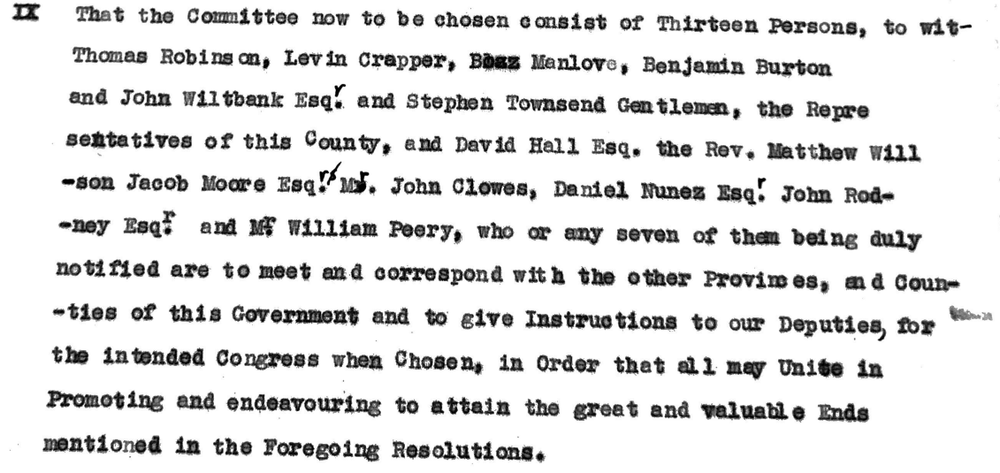 IX That the Committee now to be chosen consist of Thirteen Persons, to wit-
Thomas Robinson, Levin Crapper, Boaz Manlove, Benjamin Burton
and John Wiltbank Esqr. and Stephen Townsend Gentlemen, the Repre
sentatives of this County, and David Hall Esq. the Rev. Matthew Will
-son Jacob Moore Esqr. Mr. John Clowes, Daniel Nunez Esqr. John Rod-
-ney Esqr. and Mr William Peery, who or any seven of them being duly
notified are to meet and correspond with the other Provinces, and Coun-
-ties of this Government and to give Instructions to our Deputies, for
the intended Congress when Chosen, in Order that all may Unite in
Promoting and endeavouring to attain the great and valuable Ends
mentioned in the Foregoing Resolutions.